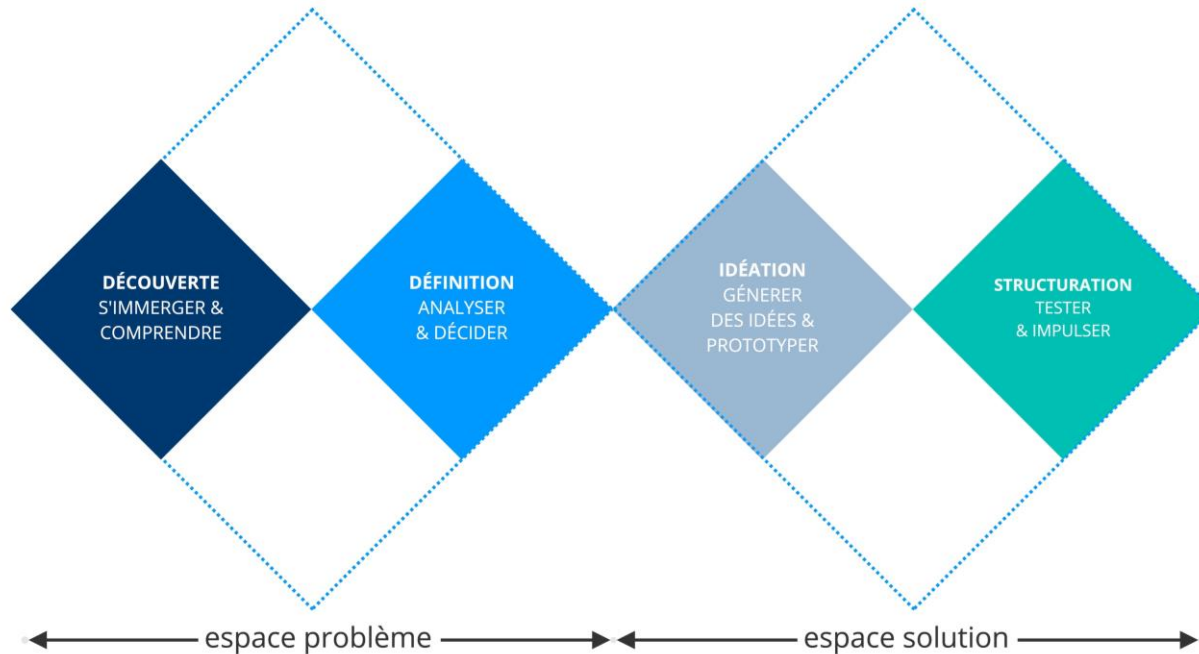 DÉCOUVERTE
S'IMMERGER &
COMPRENDRE
DÉFINITION
ANALYSER
& DÉCIDER
IDÉATION
GÉNERER
DES IDÉES &
PROTOTYPER
STRUCTURATION
TESTER
& IMPULSER
espace problème
espace solution